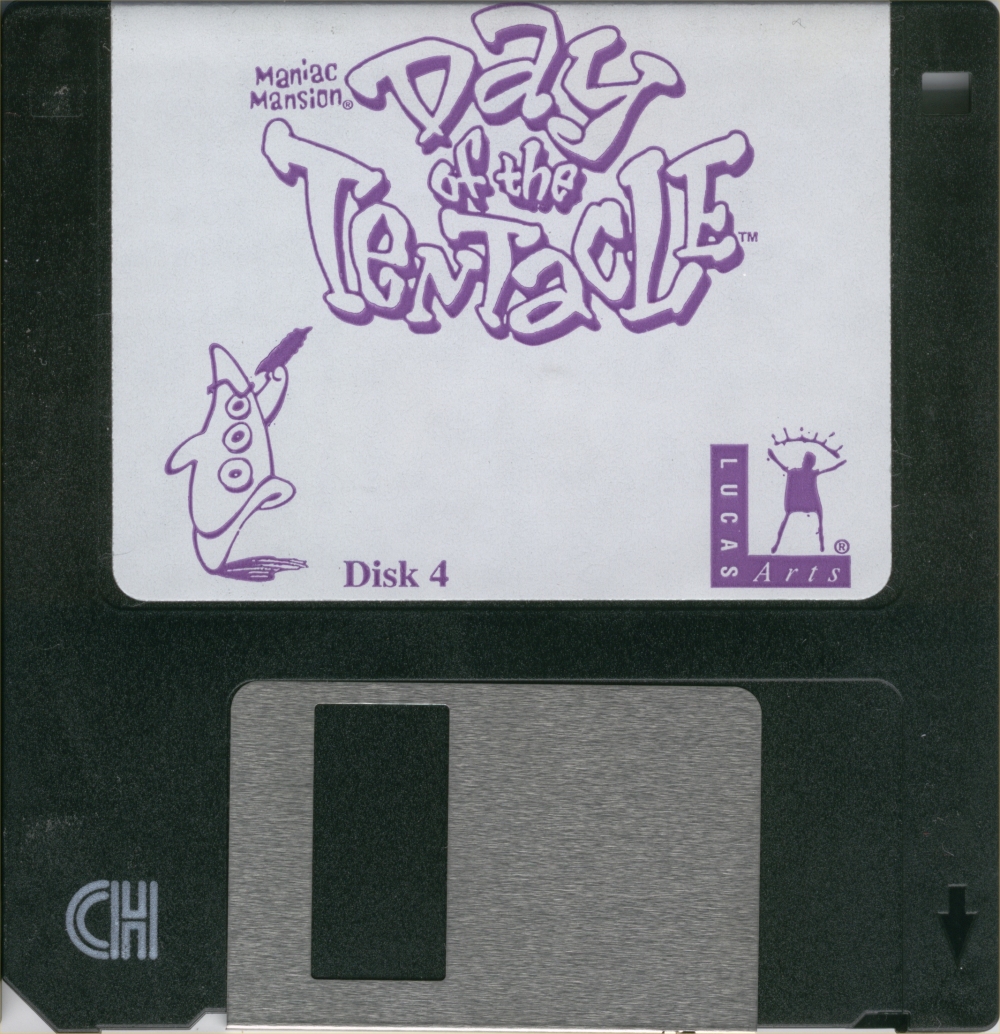 Maniac
Mansion®
Day
of the
Tentacle™
Disk 4
LUCAS
Arts ®
CH